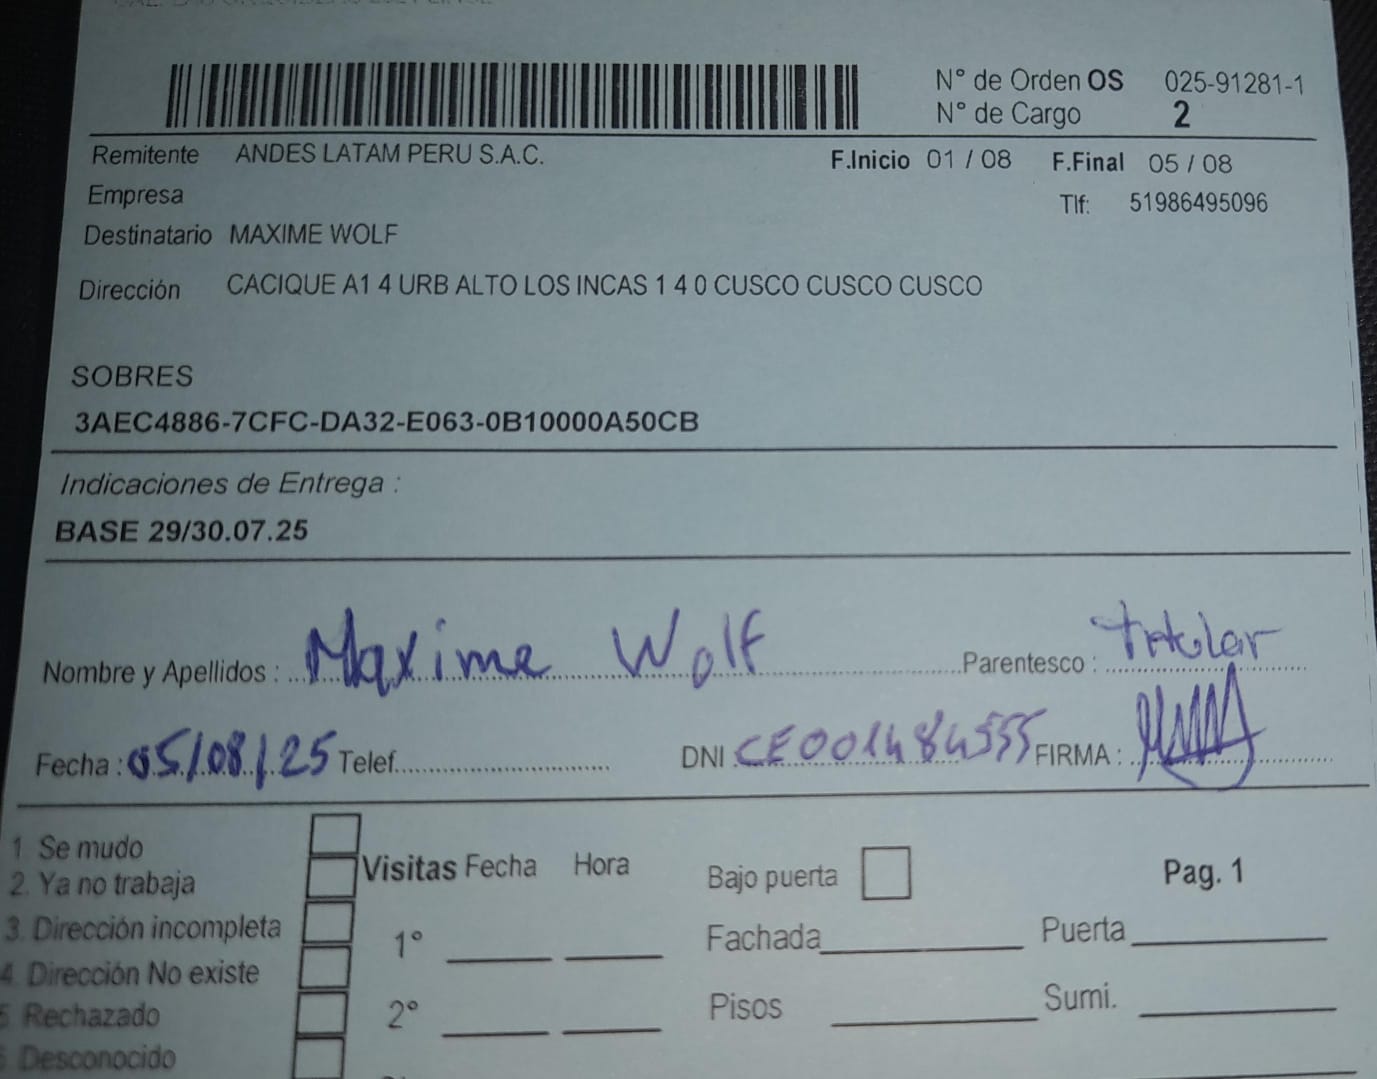 N° de Orden OS 025-91281-1
N° de Cargo 2
Remitente ANDES LATAM PERU S.A.C. F.Inicio 01 / 08 F.Final 05 / 08
Empresa Tlf: 51986495096
Destinatario MAXIME WOLF
Dirección CACIQUE A1 4 URB ALTO LOS INCAS 1 4 0 CUSCO CUSCO CUSCO
SOBRES
3AEC4886-7CFC-DA32-E063-0B10000A50CB
Indicaciones de Entrega :
BASE 29/30.07.25
Nombre y Apellidos : Maxime Wolf Parentesco : Titular
Fecha : 05/08/25 Telef. DNI CE001484555 FIRMA :
1 Se mudo
2. Ya no trabaja Visitas Fecha Hora Bajo puerta Pag. 1
3. Dirección incompleta 1° Fachada Puerta
4. Dirección No existe
5 Rechazado 2° Pisos Sumi.
6 Desconocido